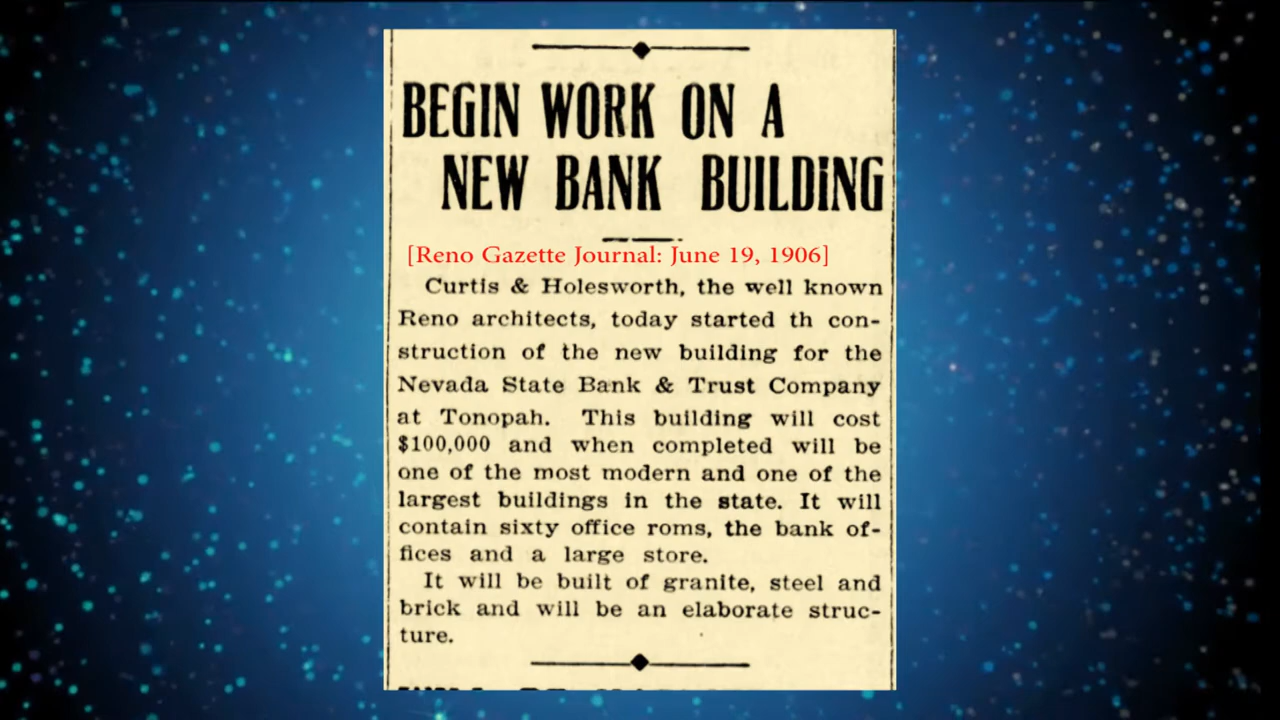 BEGIN WORK ON A
NEW BANK BUILDING
[Reno Gazette Journal: June 19, 1906]
Curtis & Holesworth, the well known
Reno architects, today started th con-
struction of the new building for the
Nevada State Bank & Trust Company
at Tonopah. This building will cost
$100,000 and when completed will be
one of the most modern and one of the
largest buildings in the state. It will
contain sixty office roms, the bank of-
fices and a large store.
It will be built of granite, steel and
brick and will be an elaborate struc-
ture.